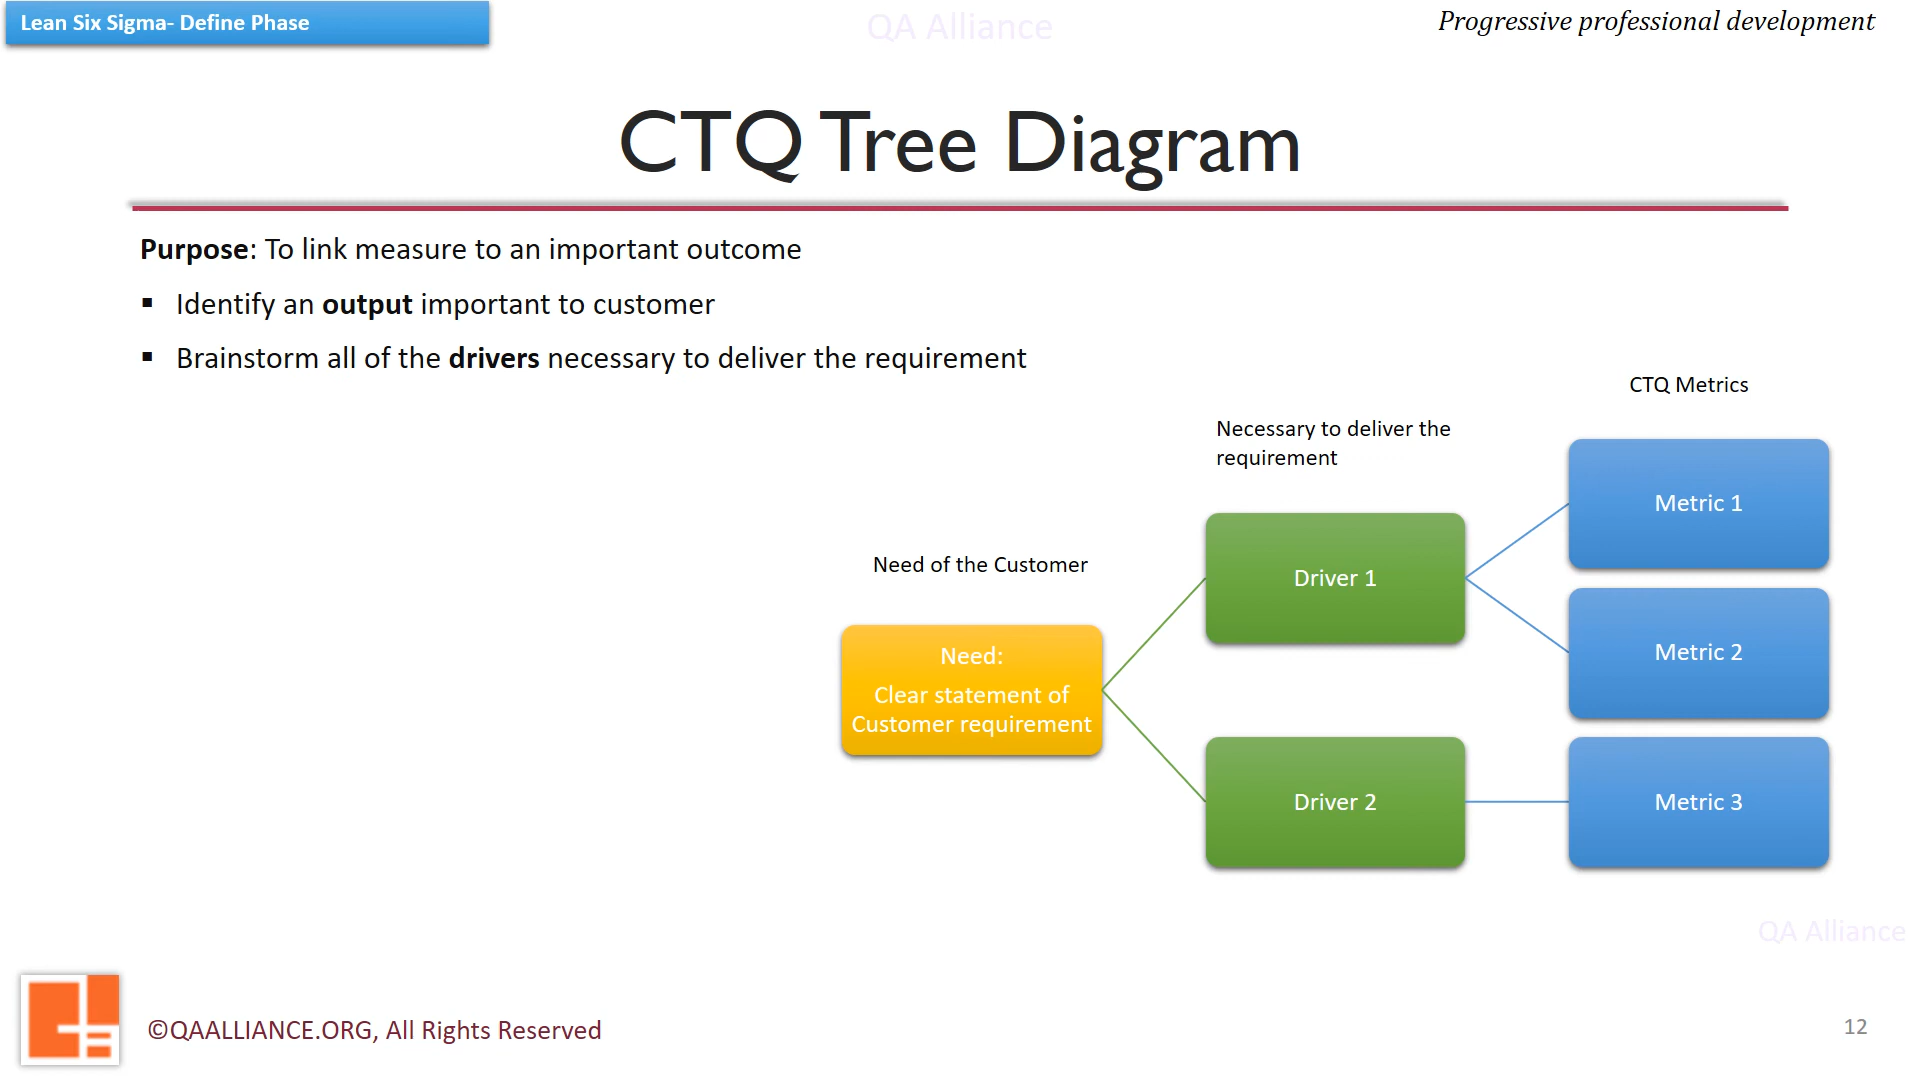 Lean Six Sigma- Define Phase
QA Alliance
Progressive professional development
CTQ Tree Diagram
Purpose: To link measure to an important outcome
▪ Identify an output important to customer
▪ Brainstorm all of the drivers necessary to deliver the requirement
CTQ Metrics
Necessary to deliver the
requirement
Need of the Customer
Need:
Clear statement of
Customer requirement
Driver 1
Driver 2
Metric 1
Metric 2
Metric 3
QA Alliance
©QAALLIANCE.ORG, All Rights Reserved
12